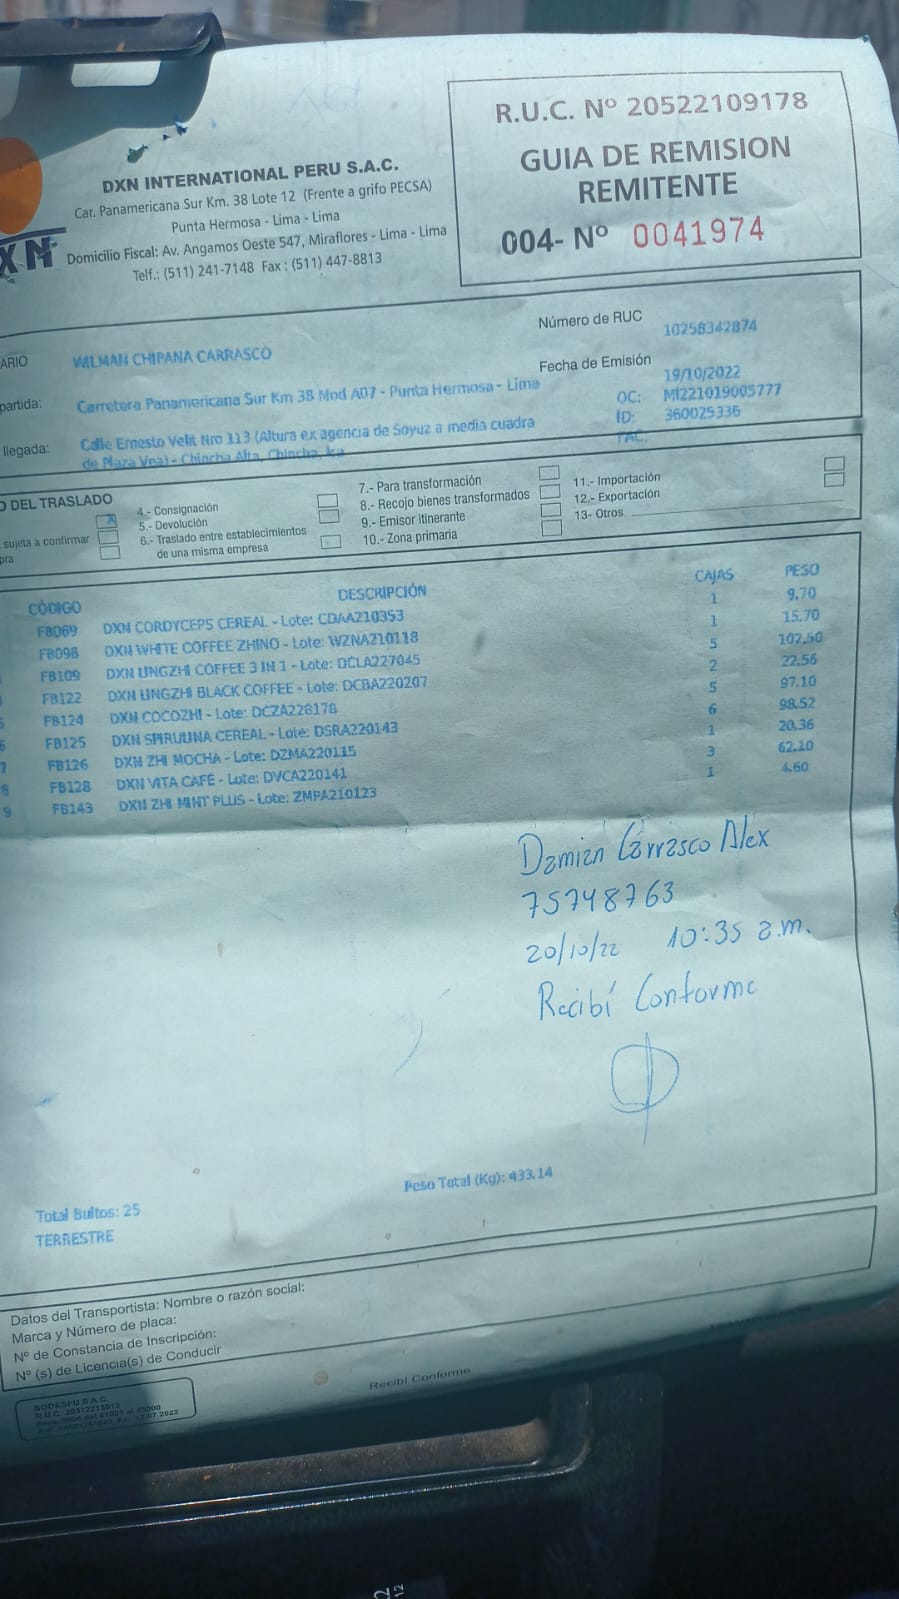 R.U.C. Nº 20522109178
GUIA DE REMISION
REMITENTE
004- Nº 0041974
XN
DXN INTERNATIONAL PERU S.A.C.
Car. Panamericana Sur Km. 38 Lote 12 (Frente a grifo PECSA)
Punta Hermosa - Lima - Lima
Domicilio Fiscal: Av. Angamos Oeste 547, Miraflores - Lima - Lima
Telf.: (511) 241-7148 Fax : (511) 447-8813
ARIO WILMAN CHIPANA CARRASCO
Número de RUC 10258342874
partida: Carretera Panamericana Sur Km 38 Mod A07 - Punta Hermosa - Lima
Fecha de Emisión 19/10/2022
OC: MI221019005777
ID: 360025336
FAC:
llegada: Calle Ernesto Velit Nro 113 (Altura ex agencia de Soyuz a media cuadra
de Plaza Vea) - Chincha Alta, Chincha, Ica
O DEL TRASLADO
sujeta a confirmar
pra
4.- Consignación
5.- Devolución
6.- Traslado entre establecimientos
de una misma empresa
7.- Para transformación
8.- Recojo bienes transformados
9.- Emisor itinerante
10.- Zona primaria
11.- Importación
12.- Exportación
13- Otros
CÓDIGO DESCRIPCIÓN CAJAS PESO
FB069 DXN CORDYCEPS CEREAL - Lote: CDAA210353 1 9.70
FB098 DXN WHITE COFFEE ZHINO - Lote: WZNA210118 1 15.70
FB109 DXN LINGZHI COFFEE 3 IN 1 - Lote: DCLA227045 5 102.50
FB122 DXN LINGZHI BLACK COFFEE - Lote: DCBA220207 2 22.56
5 FB124 DXN COCOZHI - Lote: DCZA228178 5 97.10
6 FB125 DXN SPIRULINA CEREAL - Lote: DSRA220143 6 98.52
7 FB126 DXN ZHI MOCHA - Lote: DZMA220115 1 20.36
8 FB128 DXN VITA CAFÉ - Lote: DVCA220141 3 62.10
9 FB143 DXN ZHI MINT PLUS - Lote: ZMPA210123 1 4.60
Damián Carrasco Alex
75748763
20/10/22 10:35 a.m.
Recibí Conforme
Peso Total (Kg): 433.14
Total Bultos: 25
TERRESTRE
Datos del Transportista: Nombre o razón social:
Marca y Número de placa:
Nº de Constancia de Inscripción:
Nº (s) de Licencia(s) de Conducir
Recibí Conforme